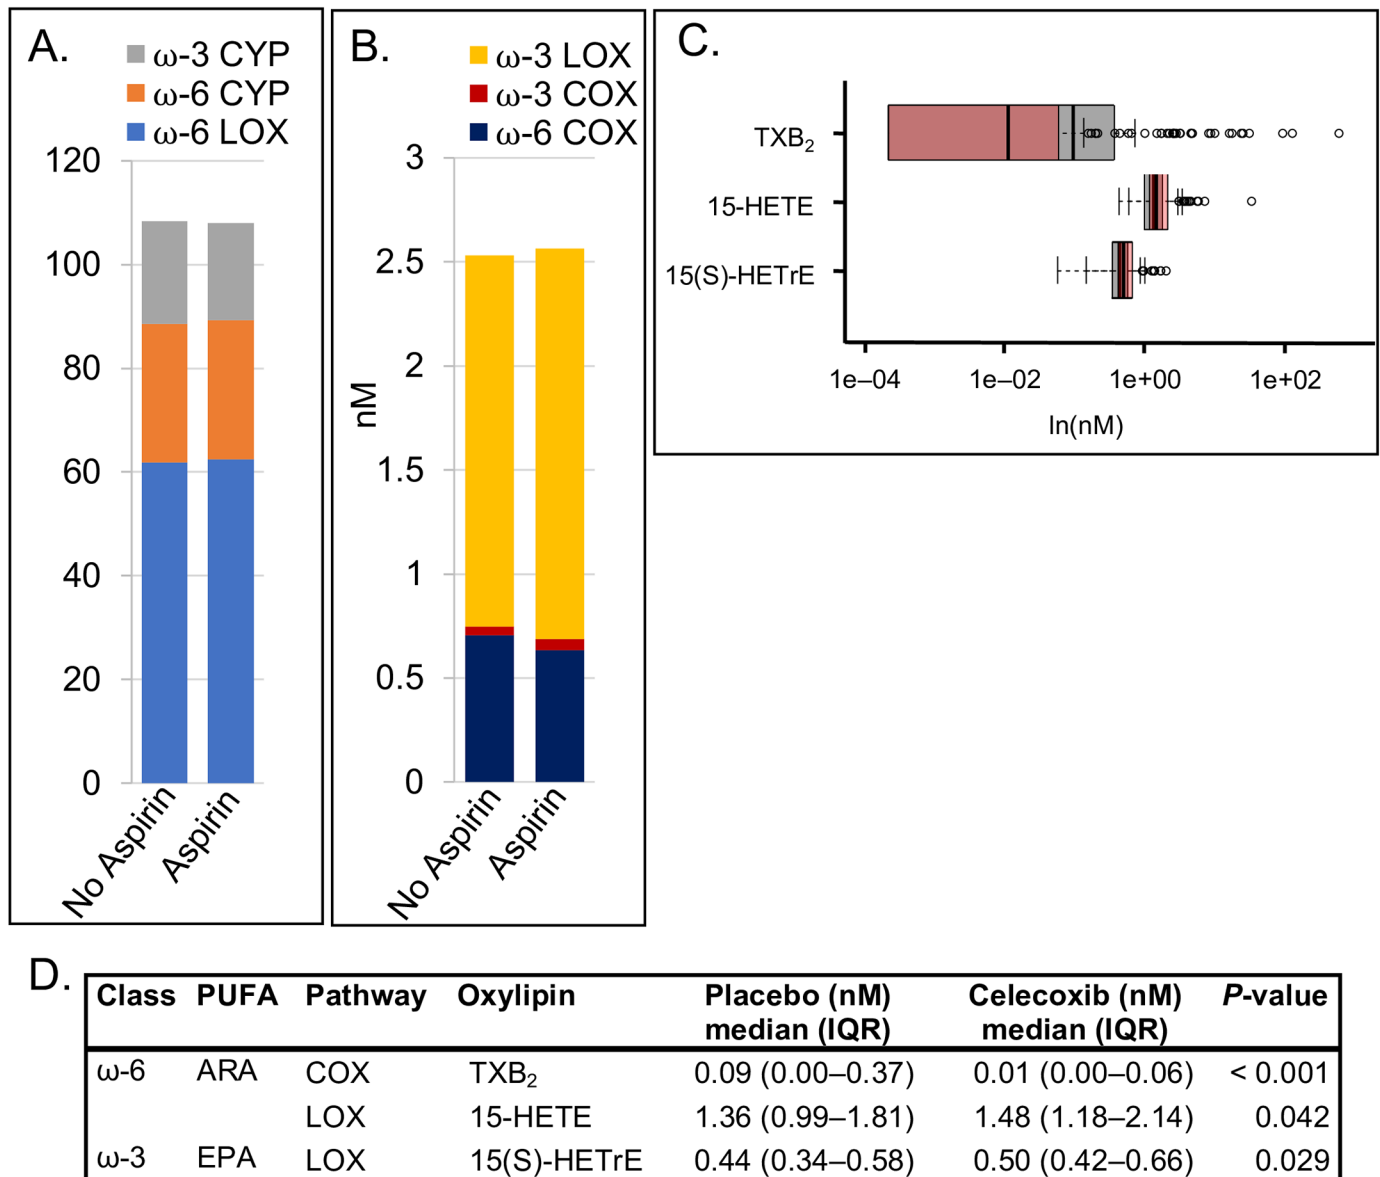 A.
ω-3 CYP
ω-6 CYP
ω-6 LOX
120
100
80
60
40
20
0
No Aspirin
Aspirin
B.
ω-3 LOX
ω-3 COX
ω-6 COX
3
2.5
2
1.5
1
0.5
0
nM
No Aspirin
Aspirin
C.
TXB₂
15-HETE
15(S)-HETrE
1e–04 1e–02 1e+00 1e+02
ln(nM)
D.
Class PUFA Pathway Oxylipin Placebo (nM) Celecoxib (nM) P-value
median (IQR) median (IQR)
ω-6 ARA COX TXB₂ 0.09 (0.00–0.37) 0.01 (0.00–0.06) < 0.001
LOX 15-HETE 1.36 (0.99–1.81) 1.48 (1.18–2.14) 0.042
ω-3 EPA LOX 15(S)-HETrE 0.44 (0.34–0.58) 0.50 (0.42–0.66) 0.029